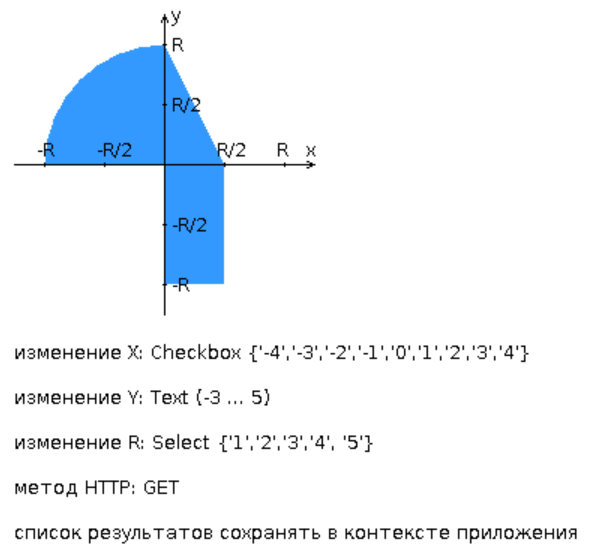 y
R
R/2
-R -R/2 R/2 R x
-R/2
-R
изменение X: Checkbox {'-4','-3','-2','-1','0','1','2','3','4'}
изменение Y: Text (-3 ... 5)
изменение R: Select {'1','2','3','4', '5'}
метод HTTP: GET
список результатов сохранять в контексте приложения